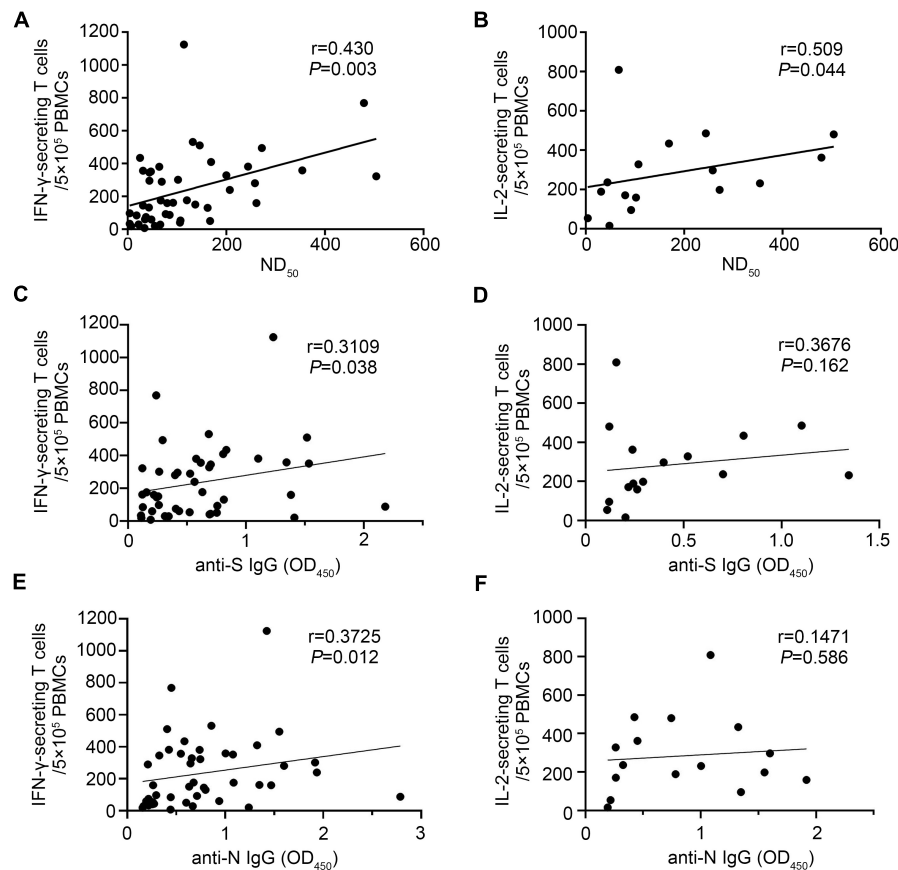 A
IFN-γ-secreting T cells
/5×10⁵ PBMCs
1200
1000
800
600
400
200
0
r=0.430
P=0.003
0 200 400 600
ND₅₀
B
IL-2-secreting T cells
/5×10⁵ PBMCs
1000
800
600
400
200
0
r=0.509
P=0.044
0 200 400 600
ND₅₀
C
IFN-γ-secreting T cells
/5×10⁵ PBMCs
1200
1000
800
600
400
200
0
r=0.3109
P=0.038
0 1 2
anti-S IgG (OD₄₅₀)
D
IL-2-secreting T cells
/5×10⁵ PBMCs
1000
800
600
400
200
0
r=0.3676
P=0.162
0 0.5 1.0 1.5
anti-S IgG (OD₄₅₀)
E
IFN-γ-secreting T cells
/5×10⁵ PBMCs
1200
1000
800
600
400
200
0
r=0.3725
P=0.012
0 1 2 3
anti-N IgG (OD₄₅₀)
F
IL-2-secreting T cells
/5×10⁵ PBMCs
1000
800
600
400
200
0
r=0.1471
P=0.586
0 1 2
anti-N IgG (OD₄₅₀)